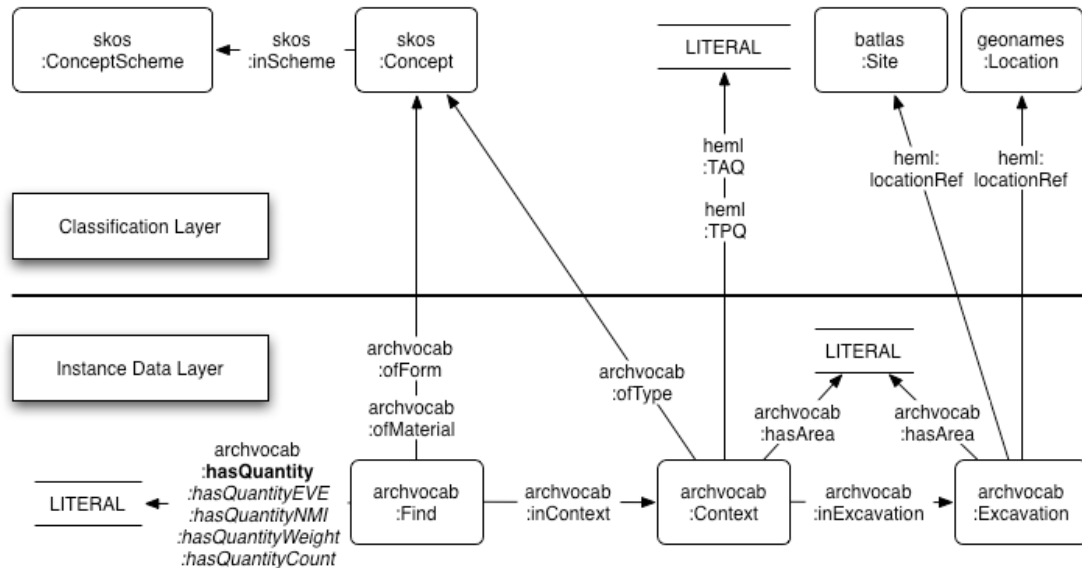 skos
:ConceptScheme
skos
:inScheme
skos
:Concept
LITERAL
batlas
:Site
geonames
:Location
heml
:TAQ
heml
:TPQ
heml:
locationRef
heml:
locationRef
Classification Layer
Instance Data Layer
archvocab
:ofForm
archvocab
:ofMaterial
archvocab
:ofType
LITERAL
archvocab
:hasArea
archvocab
:hasArea
LITERAL
archvocab
:hasQuantity
:hasQuantityEVE
:hasQuantityNMI
:hasQuantityWeight
:hasQuantityCount
archvocab
:Find
archvocab
:inContext
archvocab
:Context
archvocab
:inExcavation
archvocab
:Excavation